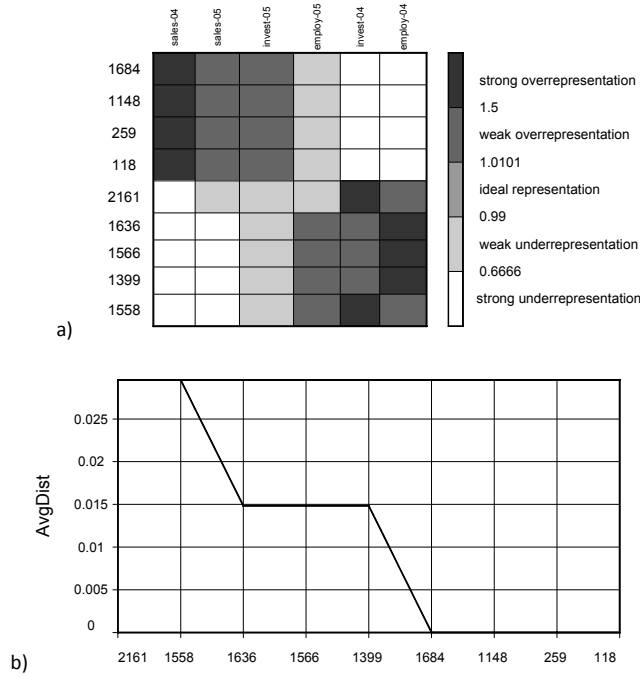 sales-04 sales-05 invest-05 employ-05 invest-04 employ-04
1684
1148
259
118
2161
1636
1566
1399
1558
strong overrepresentation
1.5
weak overrepresentation
1.0101
ideal representation
0.99
weak underrepresentation
0.6666
strong underrepresentation
a)
AvgDist
0.025
0.02
0.015
0.01
0.005
0
2161 1558 1636 1566 1399 1684 1148 259 118
b)